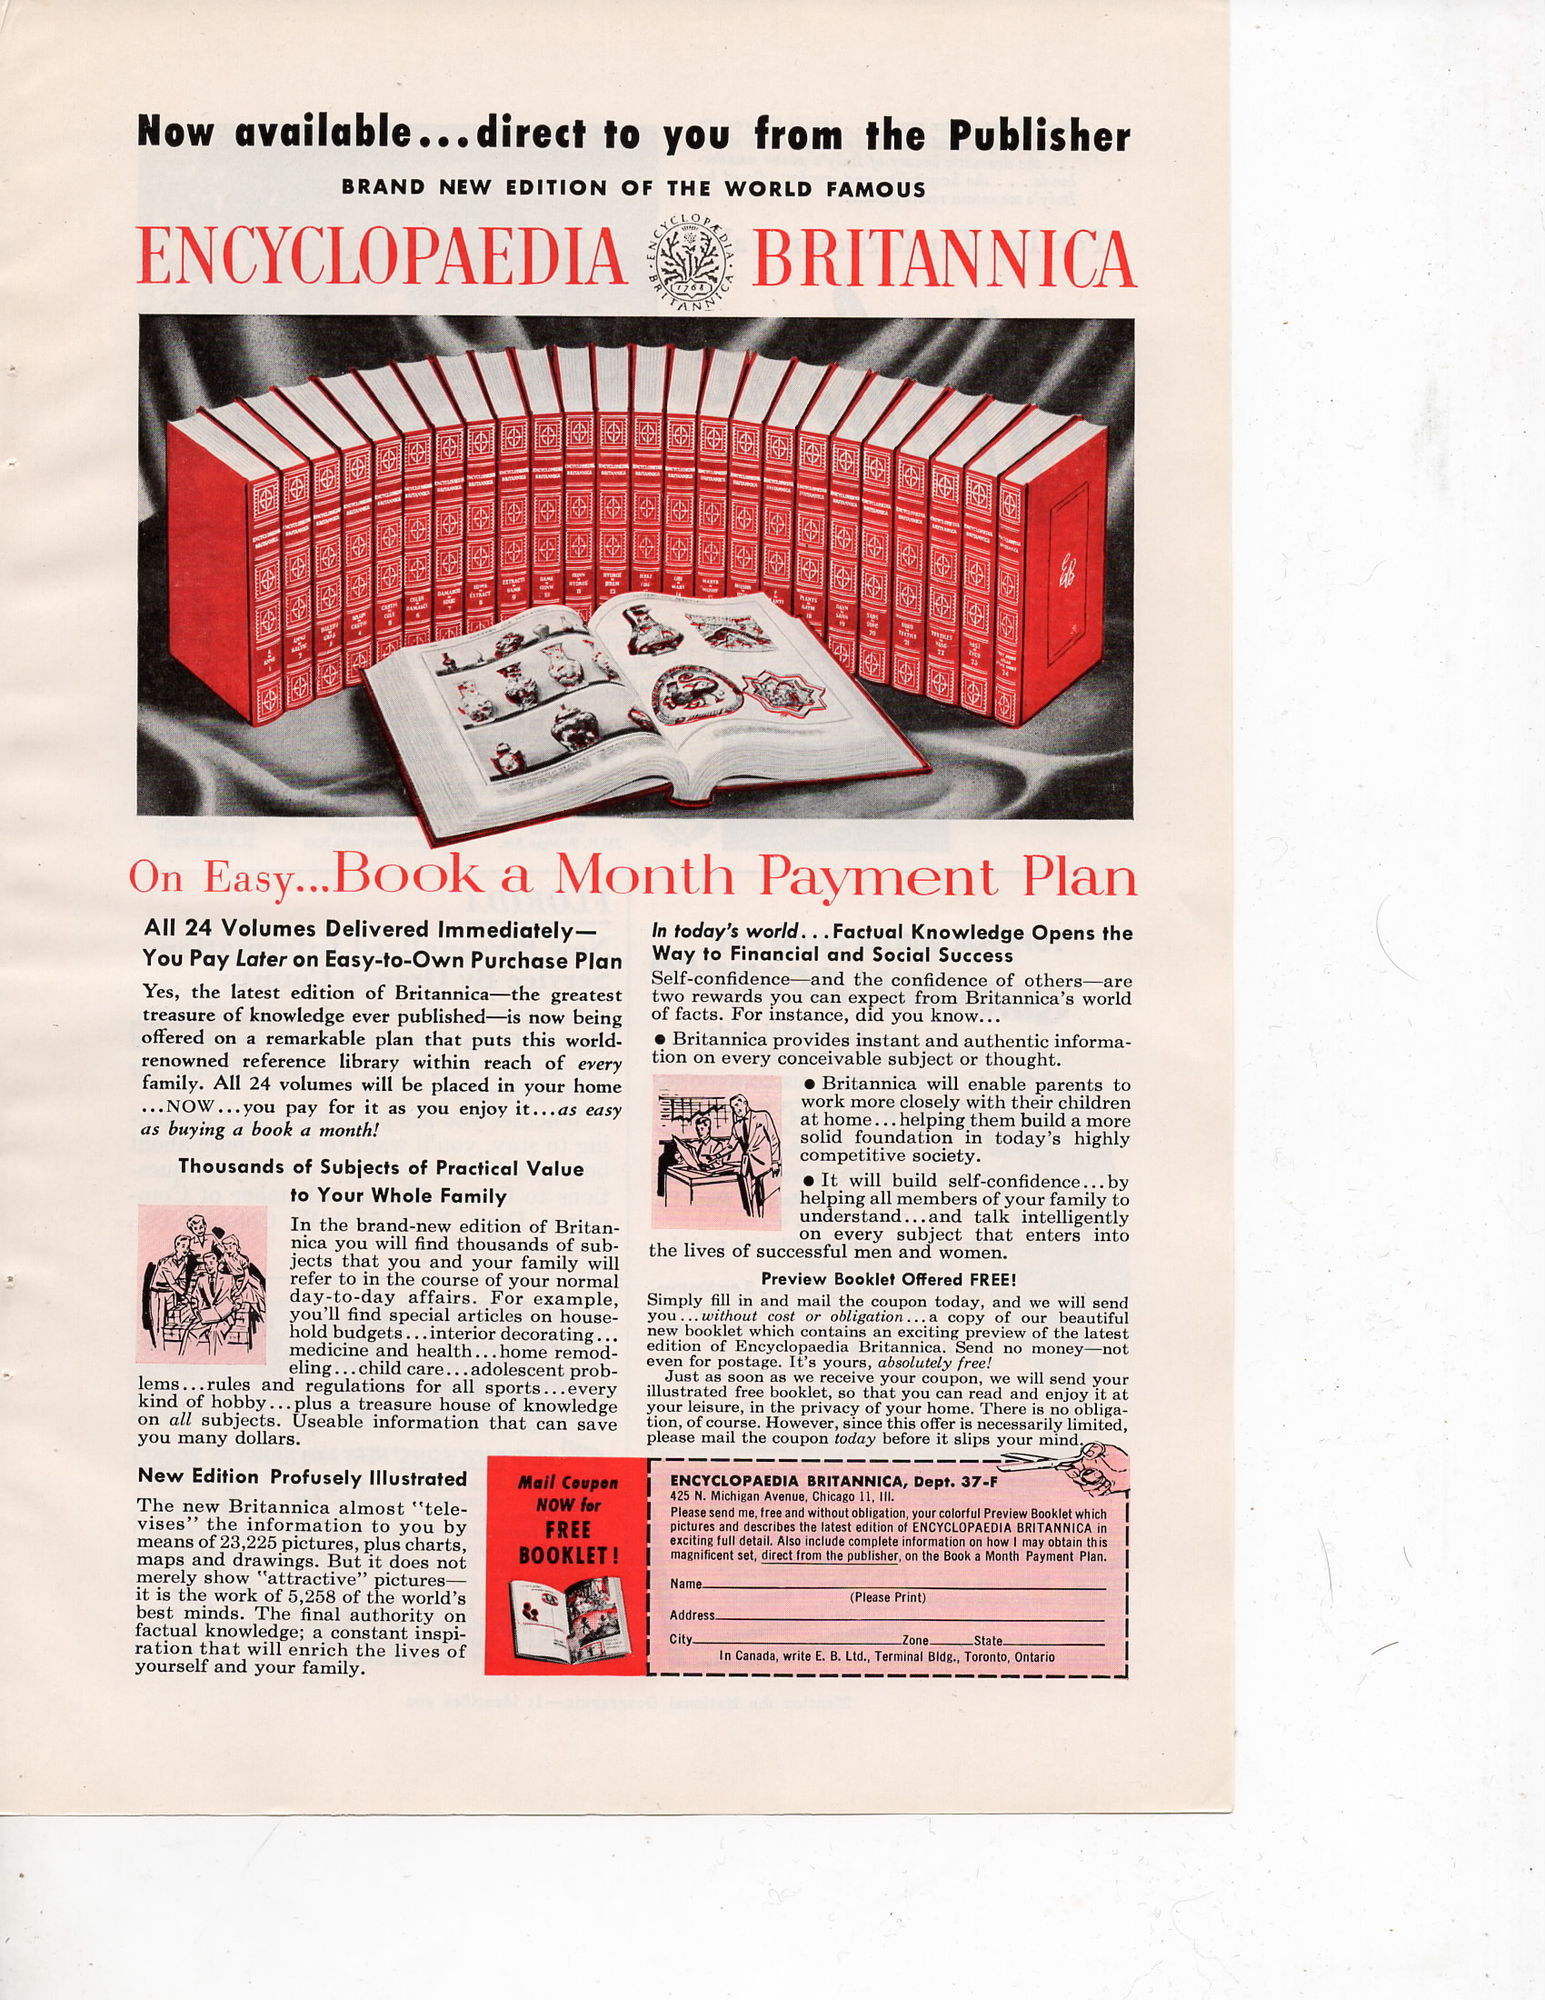 Now available...direct to you from the Publisher
BRAND NEW EDITION OF THE WORLD FAMOUS
ENCYCLOPAEDIA BRITANNICA
ENCYCLOPÆDIA BRITANNICA
1768
On Easy...Book a Month Payment Plan
All 24 Volumes Delivered Immediately—
You Pay Later on Easy-to-Own Purchase Plan
Yes, the latest edition of Britannica—the greatest
treasure of knowledge ever published—is now being
offered on a remarkable plan that puts this world-
renowned reference library within reach of every
family. All 24 volumes will be placed in your home
...NOW...you pay for it as you enjoy it...as easy
as buying a book a month!
Thousands of Subjects of Practical Value
to Your Whole Family
In the brand-new edition of Britan-
nica you will find thousands of sub-
jects that you and your family will
refer to in the course of your normal
day-to-day affairs. For example,
you'll find special articles on house-
hold budgets...interior decorating...
medicine and health...home remod-
eling...child care...adolescent prob-
lems...rules and regulations for all sports...every
kind of hobby...plus a treasure house of knowledge
on all subjects. Useable information that can save
you many dollars.
New Edition Profusely Illustrated
The new Britannica almost "tele-
vises" the information to you by
means of 23,225 pictures, plus charts,
maps and drawings. But it does not
merely show "attractive" pictures—
it is the work of 5,258 of the world's
best minds. The final authority on
factual knowledge; a constant inspi-
ration that will enrich the lives of
yourself and your family.
In today's world...Factual Knowledge Opens the
Way to Financial and Social Success
Self-confidence—and the confidence of others—are
two rewards you can expect from Britannica's world
of facts. For instance, did you know...
● Britannica provides instant and authentic informa-
tion on every conceivable subject or thought.
● Britannica will enable parents to
work more closely with their children
at home...helping them build a more
solid foundation in today's highly
competitive society.
● It will build self-confidence...by
helping all members of your family to
understand...and talk intelligently
on every subject that enters into
the lives of successful men and women.
Preview Booklet Offered FREE!
Simply fill in and mail the coupon today, and we will send
you...without cost or obligation...a copy of our beautiful
new booklet which contains an exciting preview of the latest
edition of Encyclopaedia Britannica. Send no money—not
even for postage. It's yours, absolutely free!
Just as soon as we receive your coupon, we will send your
illustrated free booklet, so that you can read and enjoy it at
your leisure, in the privacy of your home. There is no obliga-
tion, of course. However, since this offer is necessarily limited,
please mail the coupon today before it slips your mind.
Mail Coupon
NOW for
FREE
BOOKLET!
ENCYCLOPAEDIA BRITANNICA, Dept. 37-F
425 N. Michigan Avenue, Chicago 11, Ill.
Please send me, free and without obligation, your colorful Preview Booklet which
pictures and describes the latest edition of ENCYCLOPAEDIA BRITANNICA in
exciting full detail. Also include complete information on how I may obtain this
magnificent set, direct from the publisher, on the Book a Month Payment Plan.
Name
(Please Print)
Address
City Zone State
In Canada, write E. B. Ltd., Terminal Bldg., Toronto, Ontario